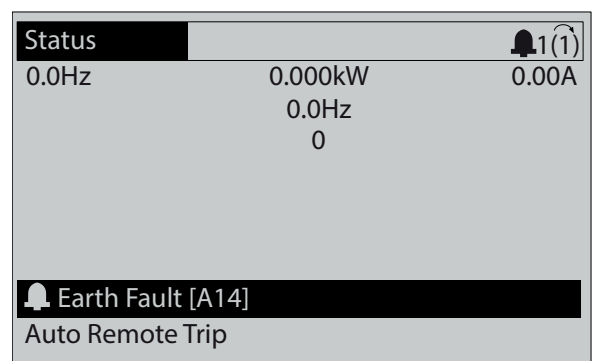 Status 1(1)
0.0Hz 0.000kW 0.00A
0.0Hz
0
Earth Fault [A14]
Auto Remote Trip